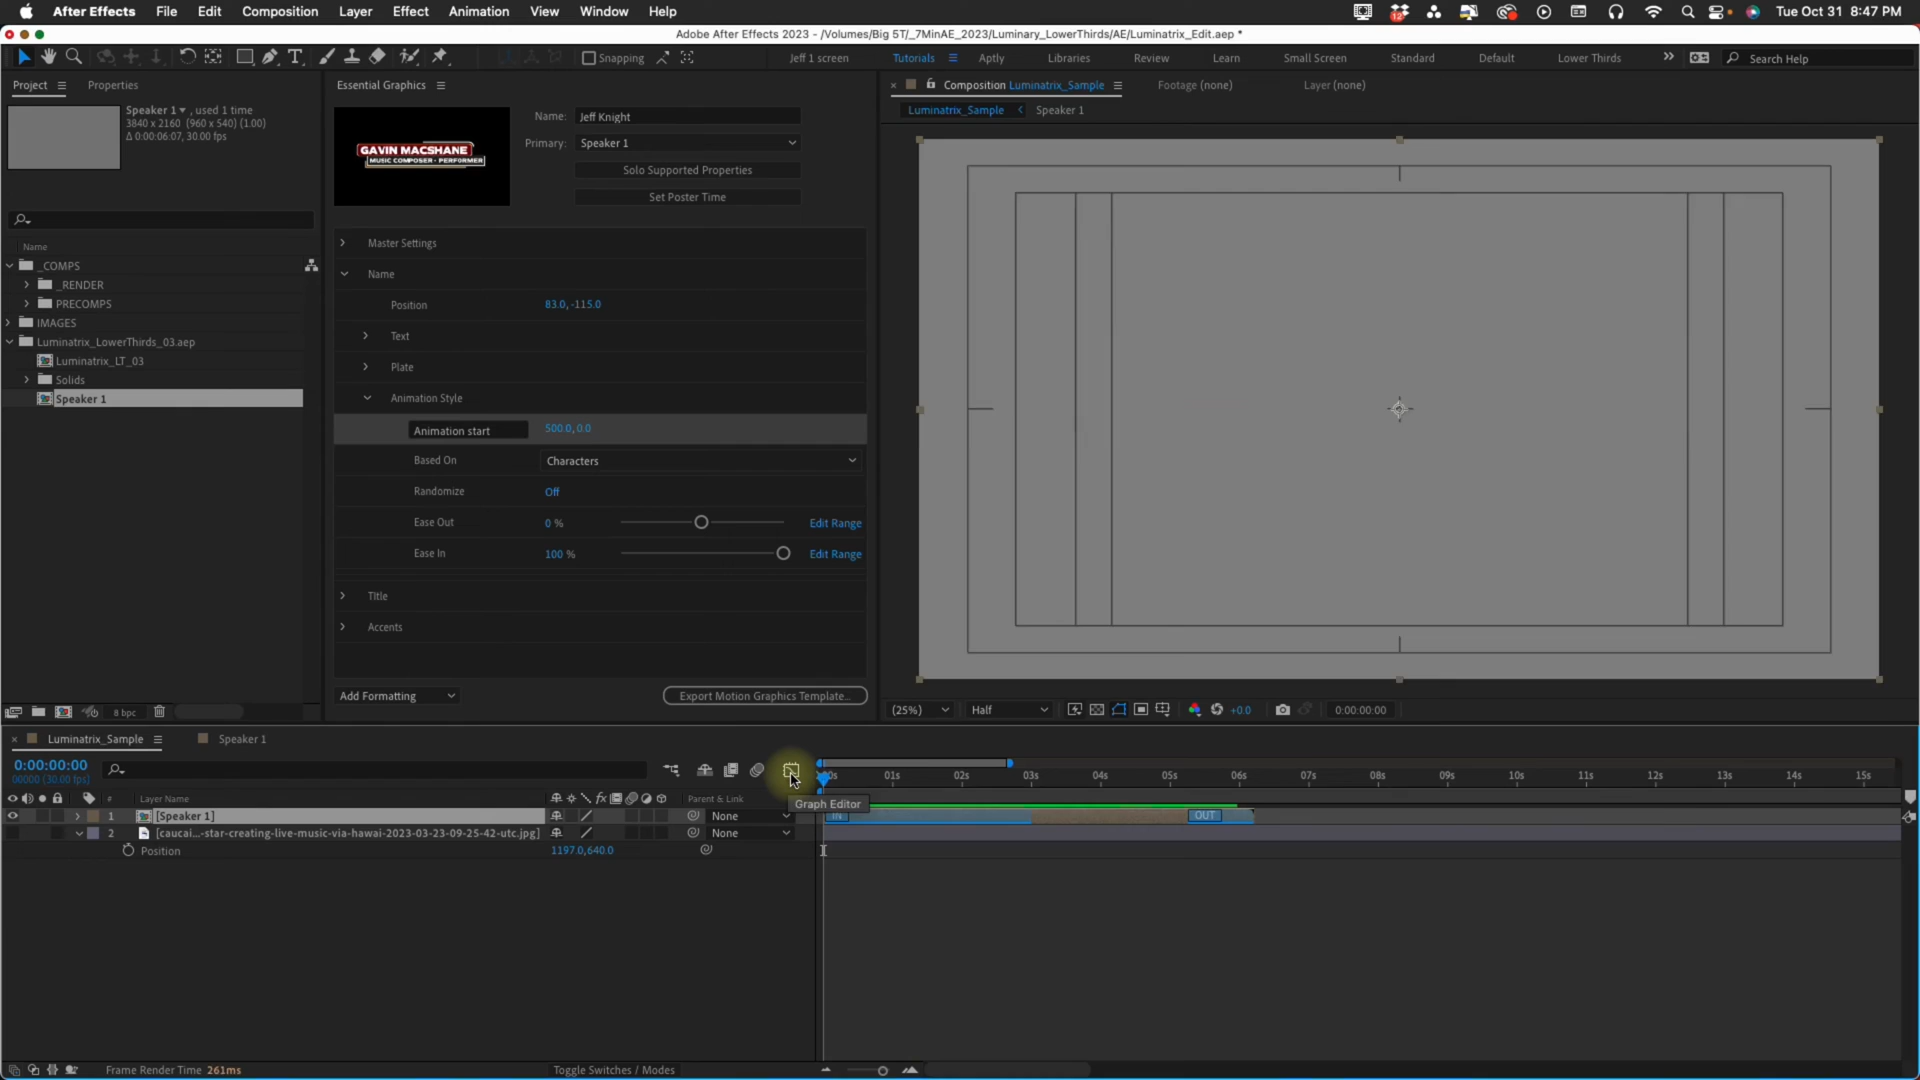 After Effects File Edit Composition Layer Effect Animation View Window Help
12
Tue Oct 31 8:47 PM
Adobe After Effects 2023 - /Volumes/Big 5T/_7MinAE_2023/Luminary_LowerThirds/AE/Luminatrix_Edit.aep *
Snapping
Jeff 1 screen Tutorials Aptly Libraries Review Learn Small Screen Standard Default Lower Thirds
Search Help
Project Properties
Speaker 1 , used 1 time
3840 x 2160 (960 x 540) (1.00)
Δ 0:00:06:07, 30.00 fps
Name
_COMPS
_RENDER
PRECOMPS
IMAGES
Luminatrix_LowerThirds_03.aep
Luminatrix_LT_03
Solids
Speaker 1
8 bpc
Essential Graphics
GAVIN MACSHANE
MUSIC COMPOSER - PERFORMER
Name: Jeff Knight
Primary: Speaker 1
Solo Supported Properties
Set Poster Time
Master Settings
Name
Position 83.0, -115.0
Text
Plate
Animation Style
Animation start 500.0, 0.0
Based On Characters
Randomize Off
Ease Out 0 % Edit Range
Ease In 100 % Edit Range
Title
Accents
Add Formatting Export Motion Graphics Template...
Composition Luminatrix_Sample Footage (none) Layer (none)
Luminatrix_Sample Speaker 1
(25%) Half +0.0 0:00:00:00
Luminatrix_Sample Speaker 1
0:00:00:00
00000 (30.00 fps)
00s 01s 02s 03s 04s 05s 06s 07s 08s 09s 10s 11s 12s 13s 14s 15s
# Layer Name Parent & Link
Graph Editor
1 [Speaker 1] None IN OUT
2 [caucai...-star-creating-live-music-via-hawai-2023-03-23-09-25-42-utc.jpg] None
Position 1197.0,640.0
Frame Render Time 261ms Toggle Switches / Modes